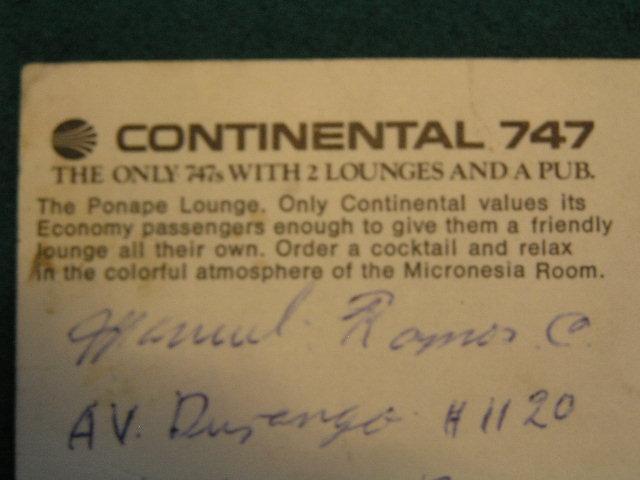 CONTINENTAL 747
THE ONLY 747s WITH 2 LOUNGES AND A PUB.
The Ponape Lounge. Only Continental values its
Economy passengers enough to give them a friendly
lounge all their own. Order a cocktail and relax
in the colorful atmosphere of the Micronesia Room.
Manuel Ramos C.
AV. Durango # 1120